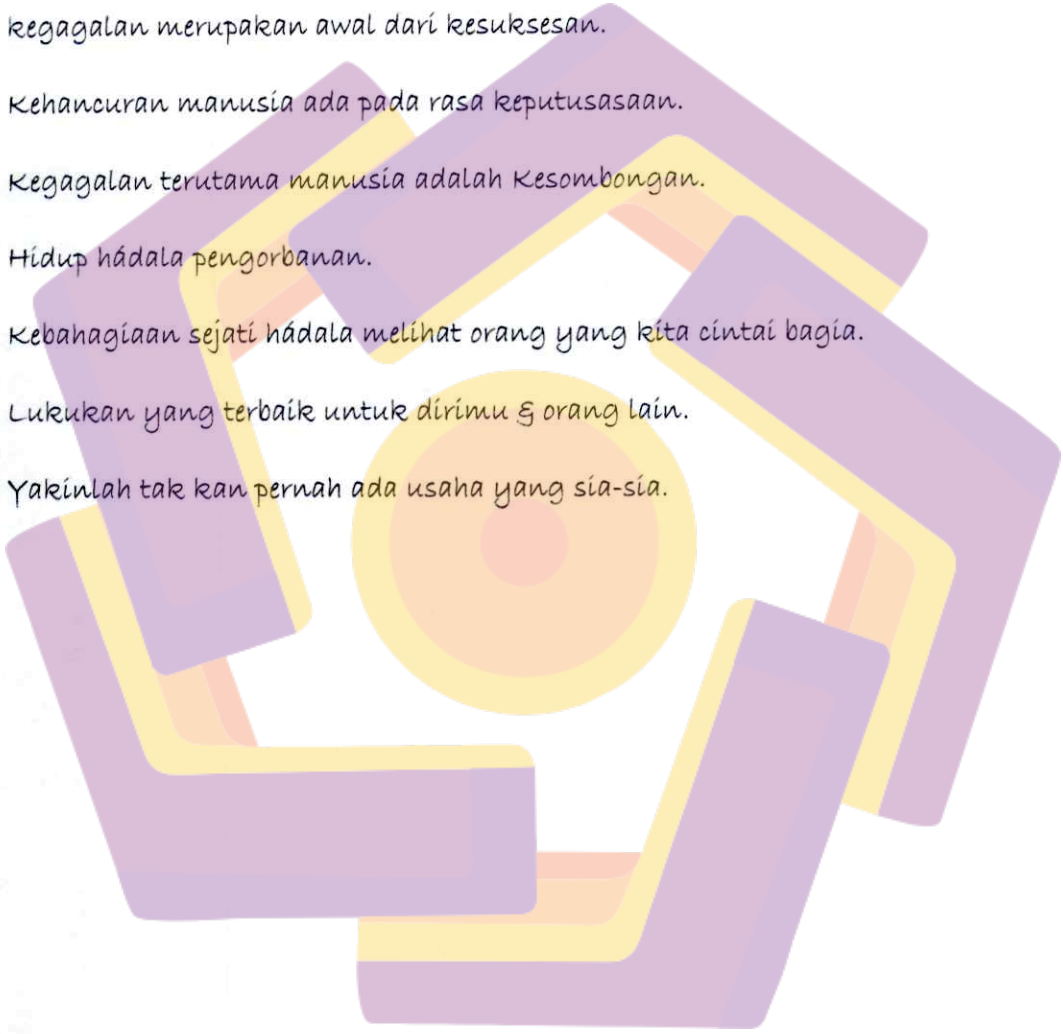 kegagalan merupakan awal dari kesuksesan.
Kehancuran manusia ada pada rasa keputusasaan.
Kegagalan terutama manusia adalah Kesombongan.
Hidup hádala pengorbanan.
Kebahagiaan sejati hádala melihat orang yang kita cintai bagia.
Lukukan yang terbaik untuk dirimu & orang lain.
Yakinlah tak kan pernah ada usaha yang sia-sia.